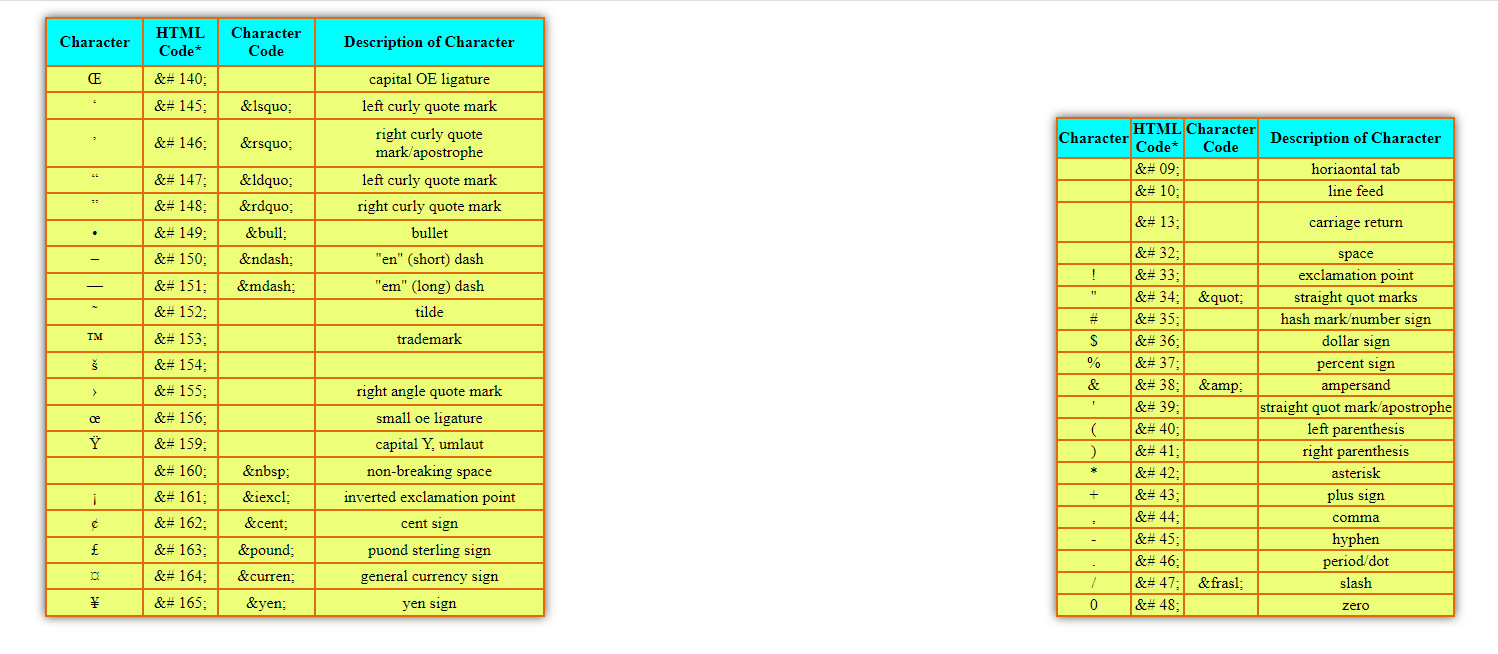 Character HTML Code* Character Code Description of Character
Œ &# 140; capital OE ligature
‘ &# 145; &lsquo; left curly quote mark
’ &# 146; &rsquo; right curly quote mark/apostrophe
“ &# 147; &ldquo; left curly quote mark
” &# 148; &rdquo; right curly quote mark
• &# 149; &bull; bullet
– &# 150; &ndash; "en" (short) dash
— &# 151; &mdash; "em" (long) dash
˜ &# 152; tilde
™ &# 153; trademark
š &# 154;
› &# 155; right angle quote mark
œ &# 156; small oe ligature
Ÿ &# 159; capital Y, umlaut
&# 160; &nbsp; non-breaking space
¡ &# 161; &iexcl; inverted exclamation point
¢ &# 162; &cent; cent sign
£ &# 163; &pound; puond sterling sign
¤ &# 164; &curren; general currency sign
¥ &# 165; &yen; yen sign
Character HTML Code* Character Code Description of Character
&# 09; horiaontal tab
&# 10; line feed
&# 13; carriage return
&# 32; space
! &# 33; exclamation point
" &# 34; &quot; straight quot marks
# &# 35; hash mark/number sign
$ &# 36; dollar sign
% &# 37; percent sign
& &# 38; &amp; ampersand
' &# 39; straight quot mark/apostrophe
( &# 40; left parenthesis
) &# 41; right parenthesis
* &# 42; asterisk
+ &# 43; plus sign
, &# 44; comma
- &# 45; hyphen
. &# 46; period/dot
/ &# 47; &frasl; slash
0 &# 48; zero